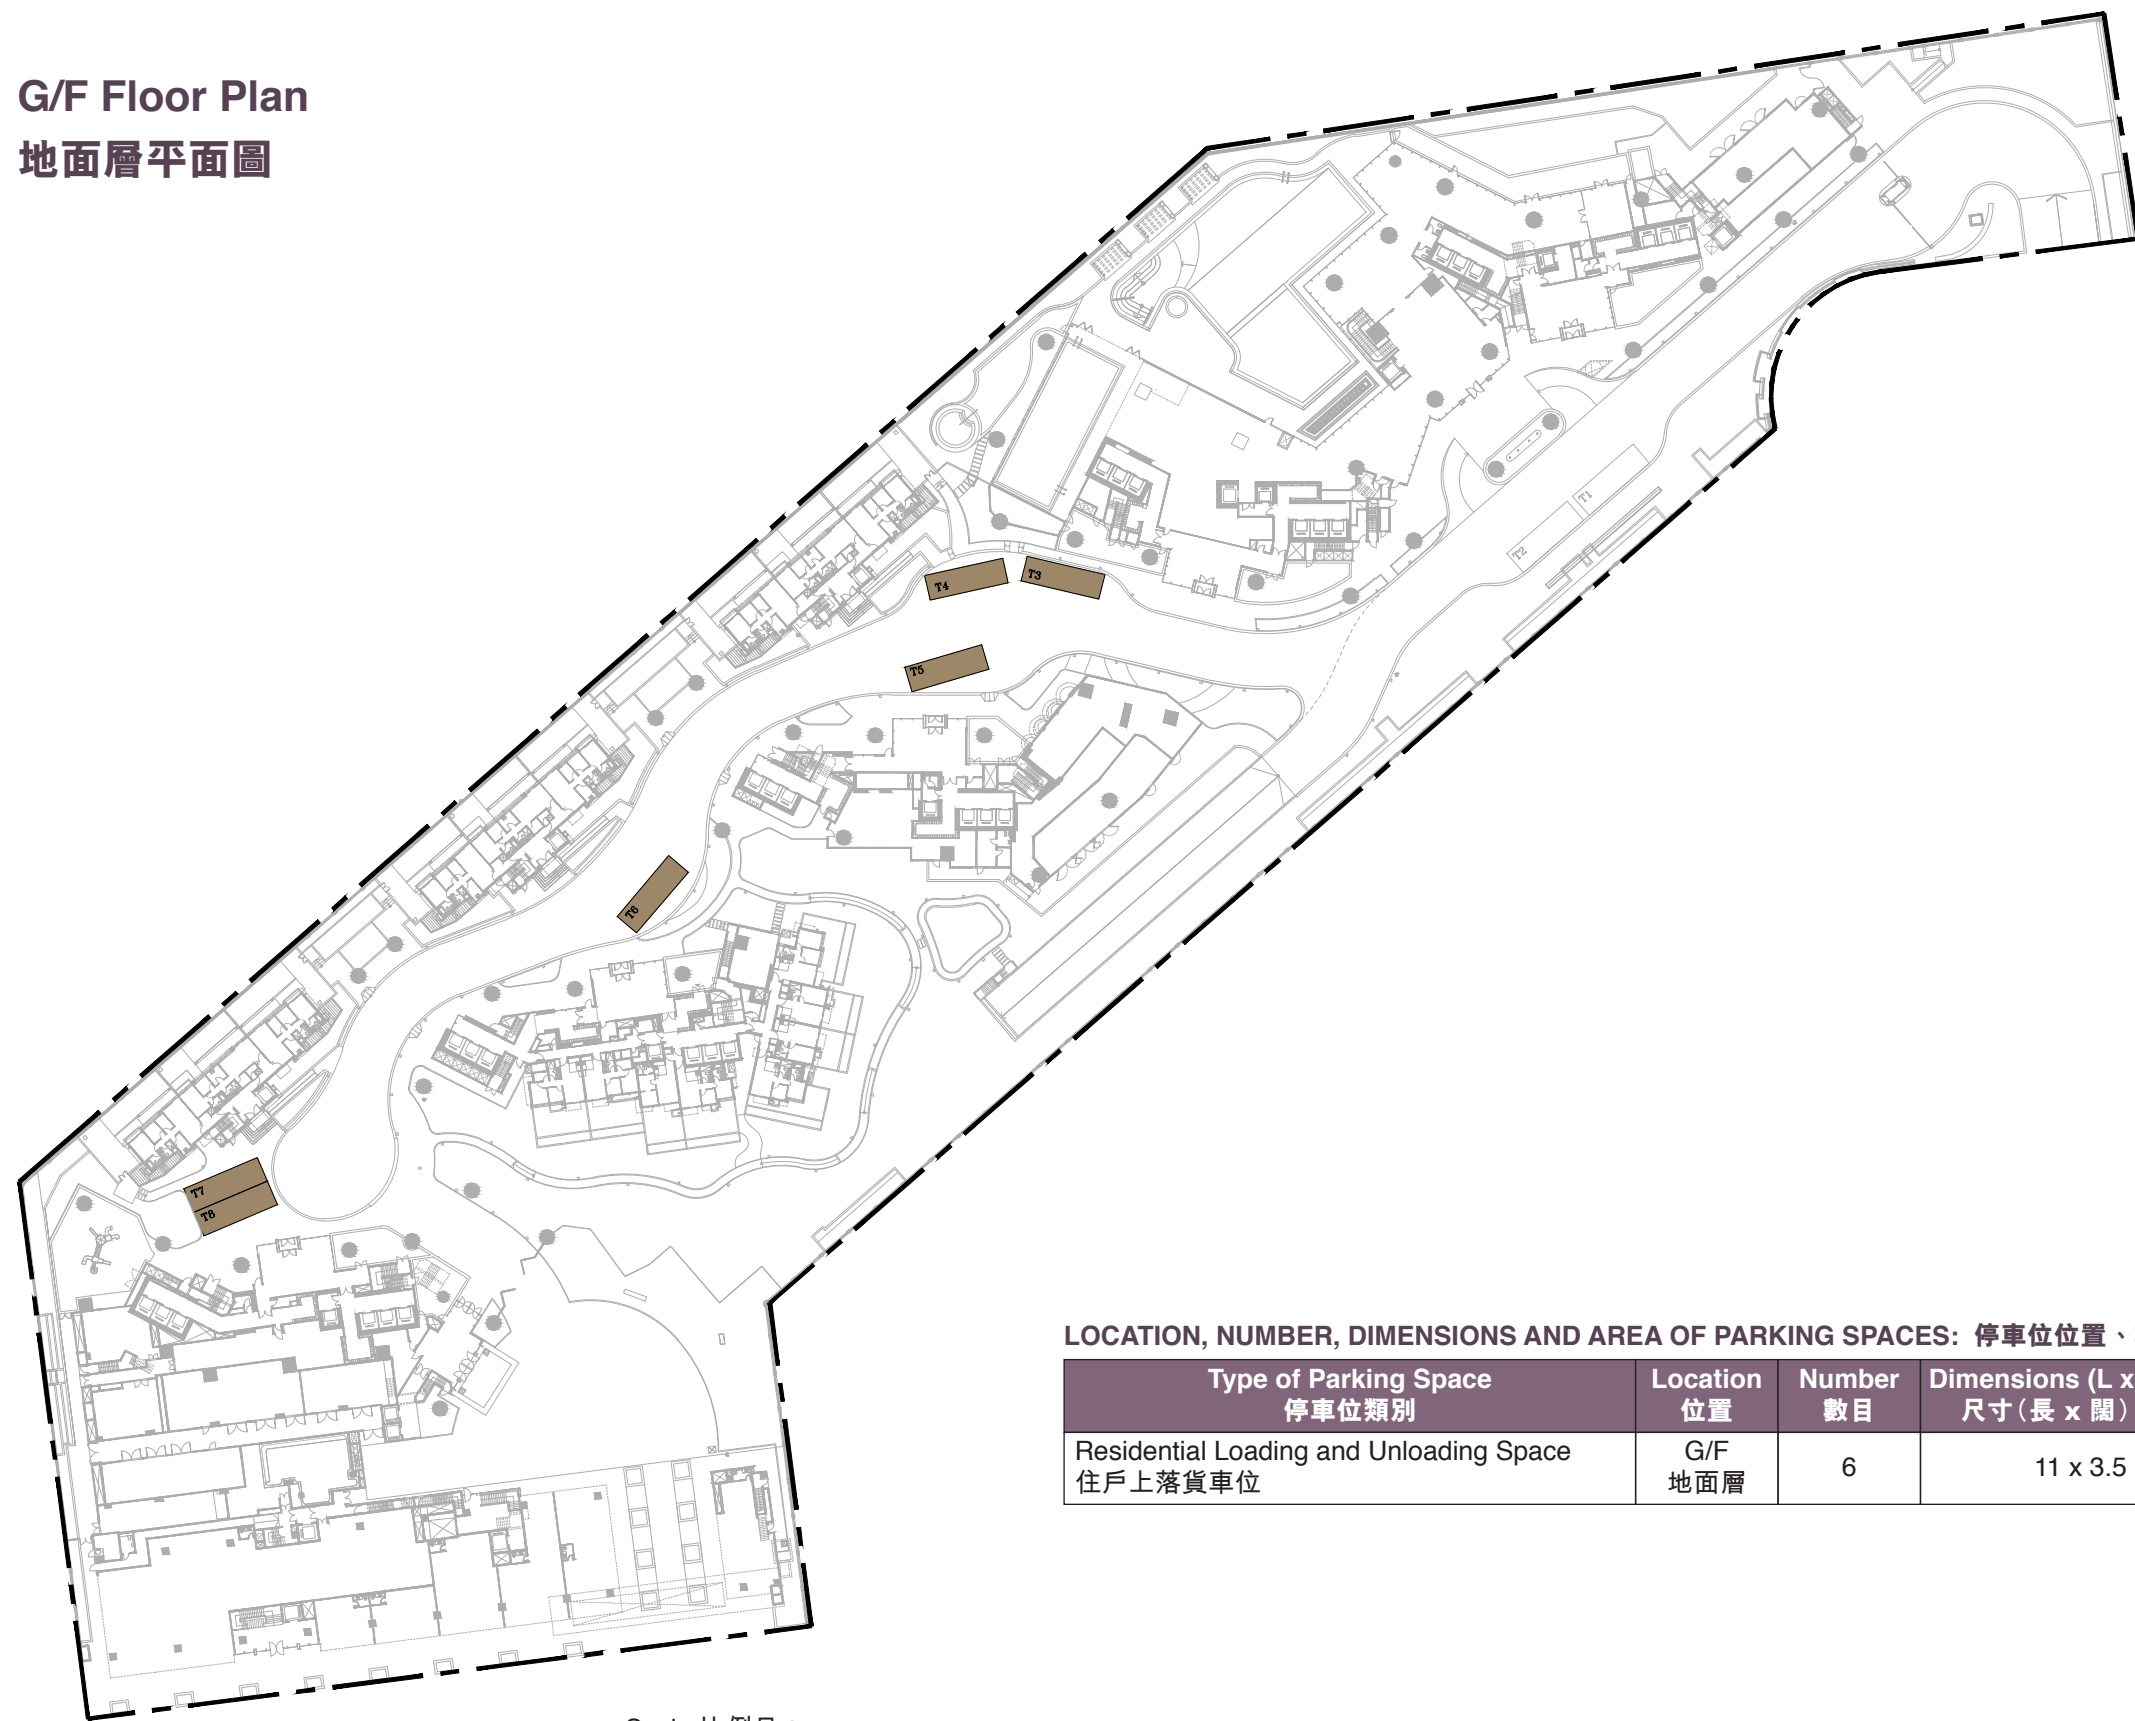 G/F Floor Plan
地面層平面圖
T1
T2
T3
T4
T5
T6
T7
T8
LOCATION, NUMBER, DIMENSIONS AND AREA OF PARKING SPACES: 停車位位置、
Type of Parking Space
停車位類別
Location
位置
Number
數目
Dimensions (L x
尺寸(長 x 闊)
Residential Loading and Unloading Space
住戶上落貨車位
G/F
地面層
6
11 x 3.5